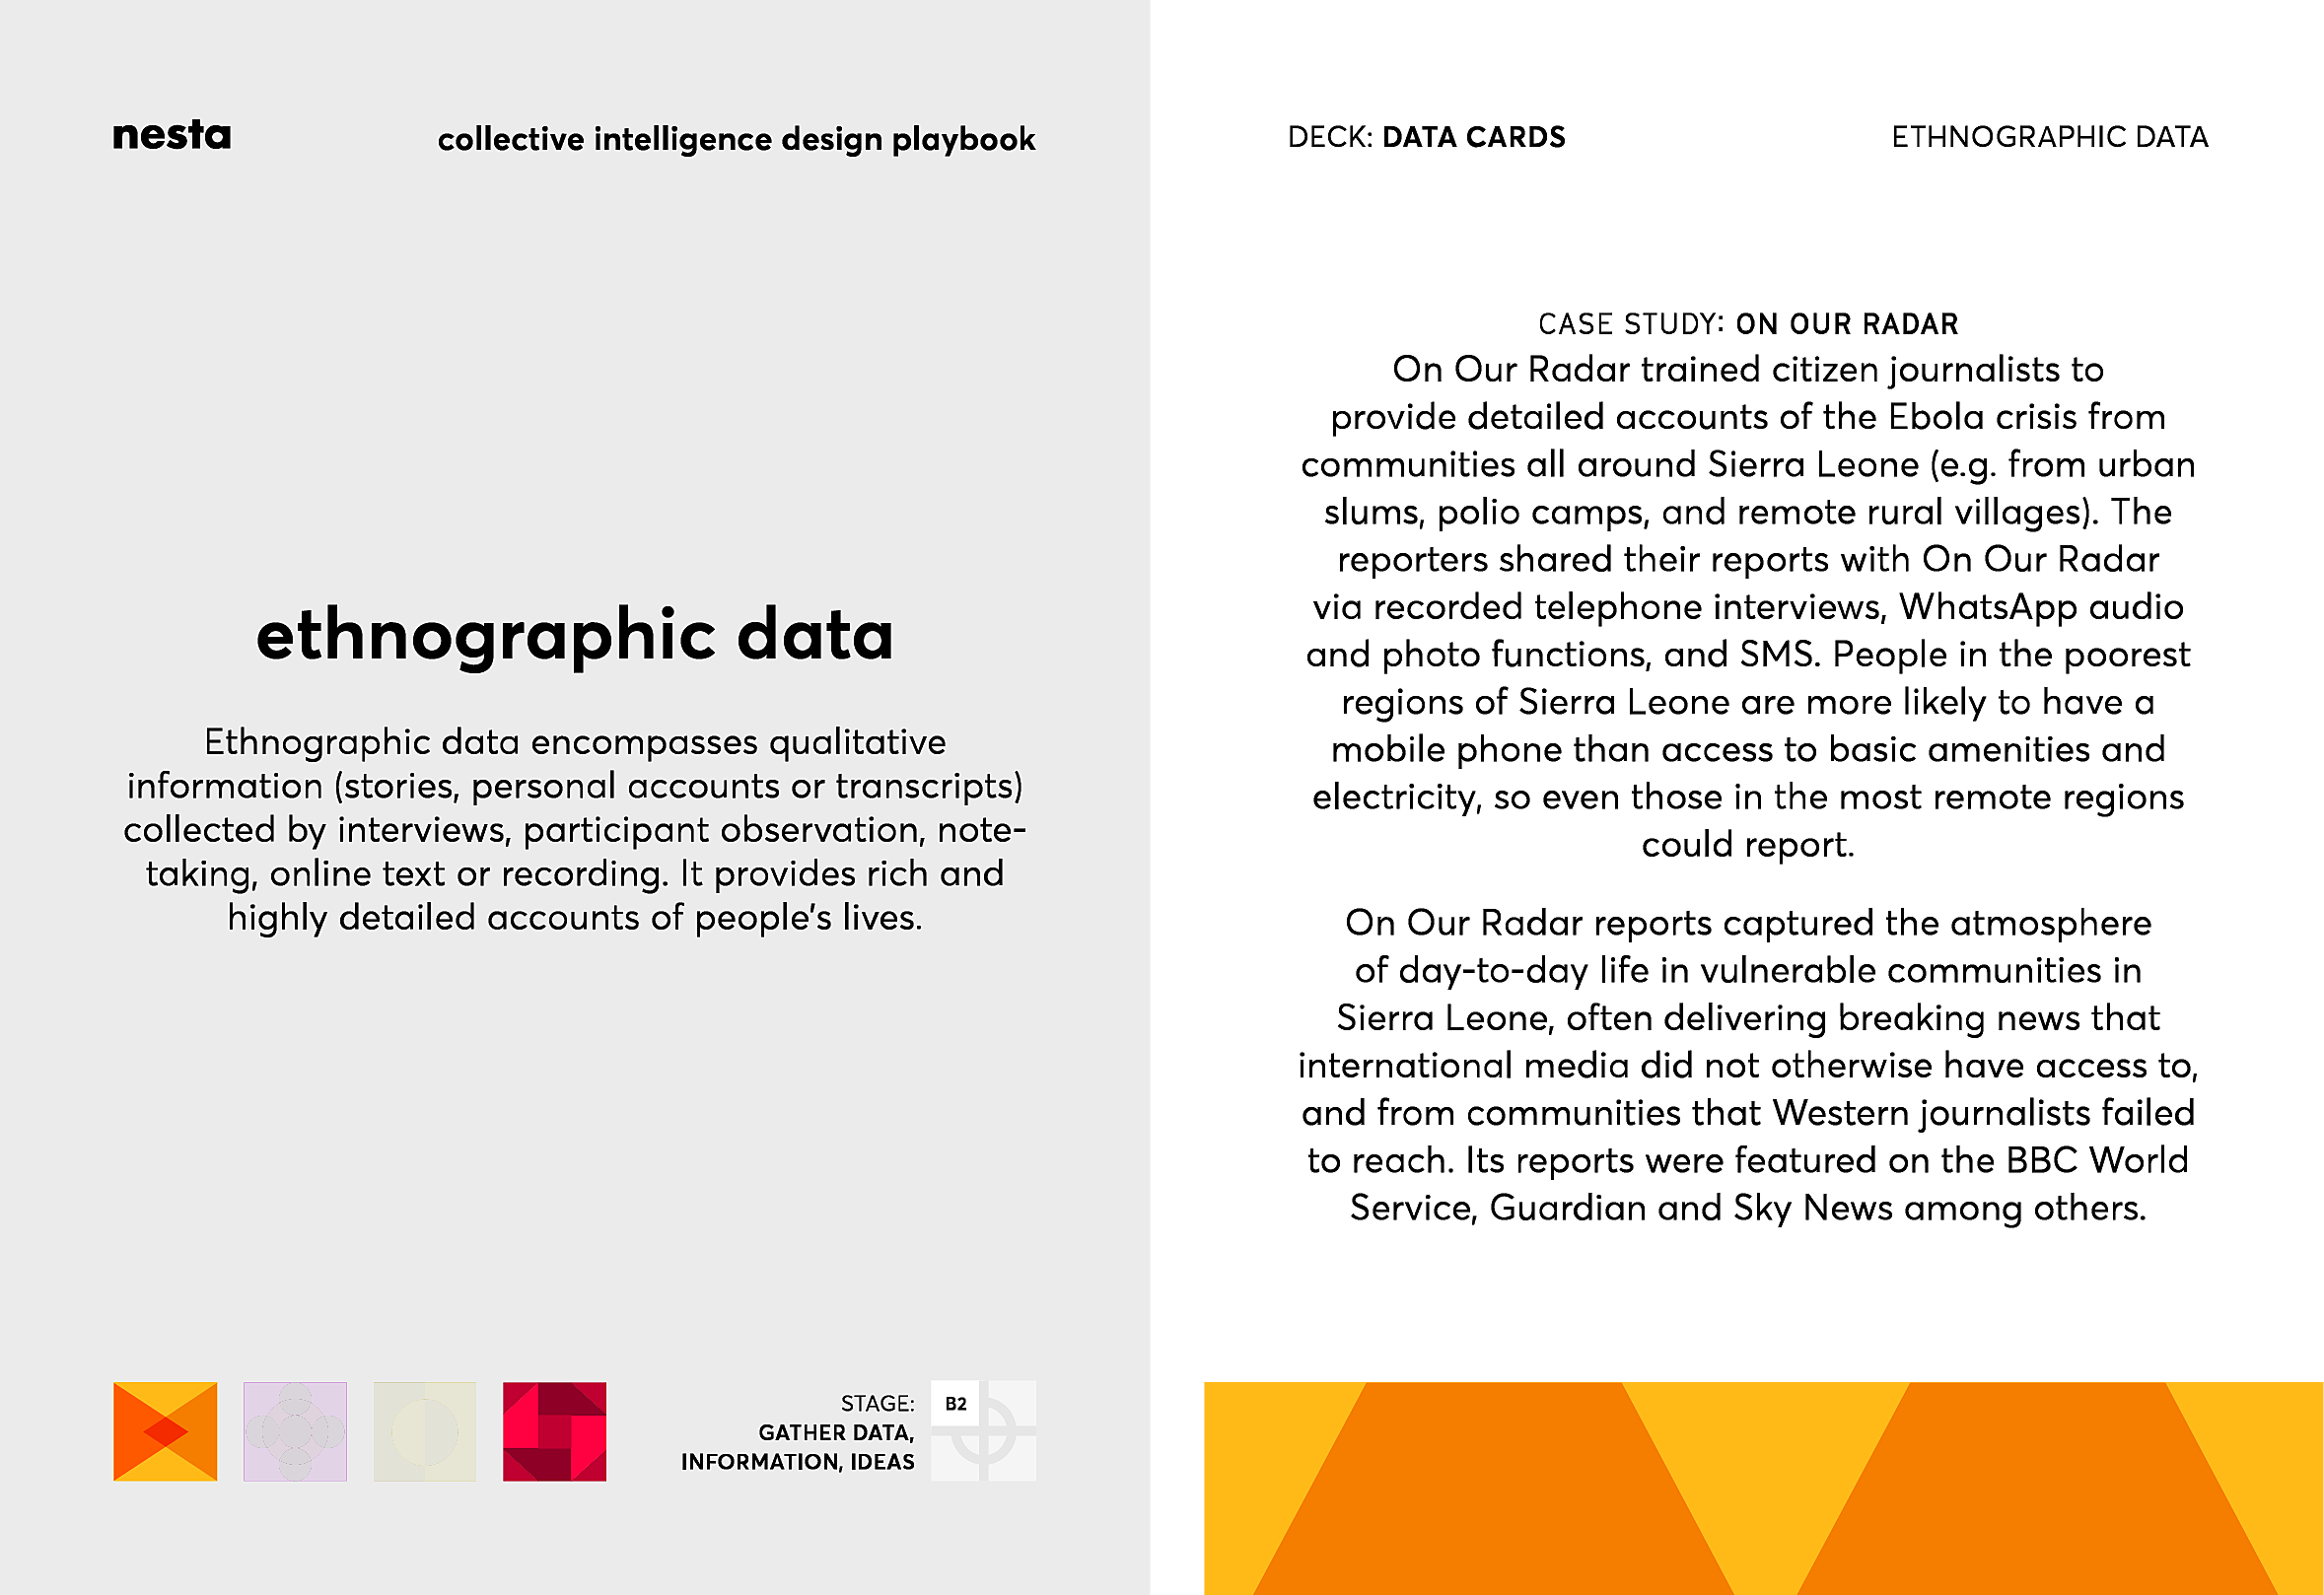 nesta
collective intelligence design playbook
ethnographic data
Ethnographic data encompasses qualitative
information (stories, personal accounts or transcripts)
collected by interviews, participant observation, note-
taking, online text or recording. It provides rich and
highly detailed accounts of people's lives.
STAGE:
GATHER DATA,
INFORMATION, IDEAS
B2
DECK: DATA CARDS
ETHNOGRAPHIC DATA
CASE STUDY: ON OUR RADAR
On Our Radar trained citizen journalists to
provide detailed accounts of the Ebola crisis from
communities all around Sierra Leone (e.g. from urban
slums, polio camps, and remote rural villages). The
reporters shared their reports with On Our Radar
via recorded telephone interviews, WhatsApp audio
and photo functions, and SMS. People in the poorest
regions of Sierra Leone are more likely to have a
mobile phone than access to basic amenities and
electricity, so even those in the most remote regions
could report.
On Our Radar reports captured the atmosphere
of day-to-day life in vulnerable communities in
Sierra Leone, often delivering breaking news that
international media did not otherwise have access to,
and from communities that Western journalists failed
to reach. Its reports were featured on the BBC World
Service, Guardian and Sky News among others.